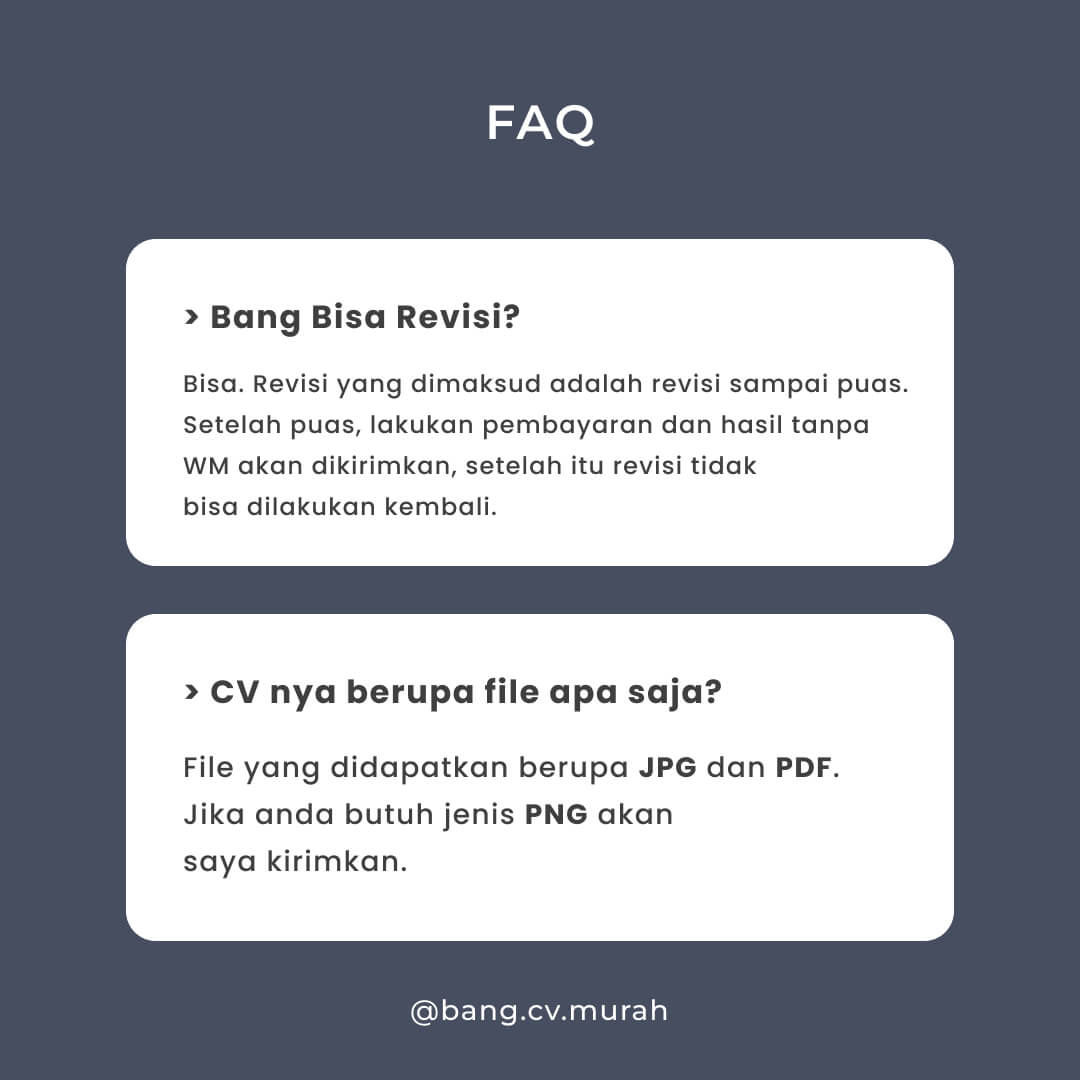 FAQ
> Bang Bisa Revisi?
Bisa. Revisi yang dimaksud adalah revisi sampai puas.
Setelah puas, lakukan pembayaran dan hasil tanpa
WM akan dikirimkan, setelah itu revisi tidak
bisa dilakukan kembali.
> CV nya berupa file apa saja?
File yang didapatkan berupa JPG dan PDF.
Jika anda butuh jenis PNG akan
saya kirimkan.
@bang.cv.murah